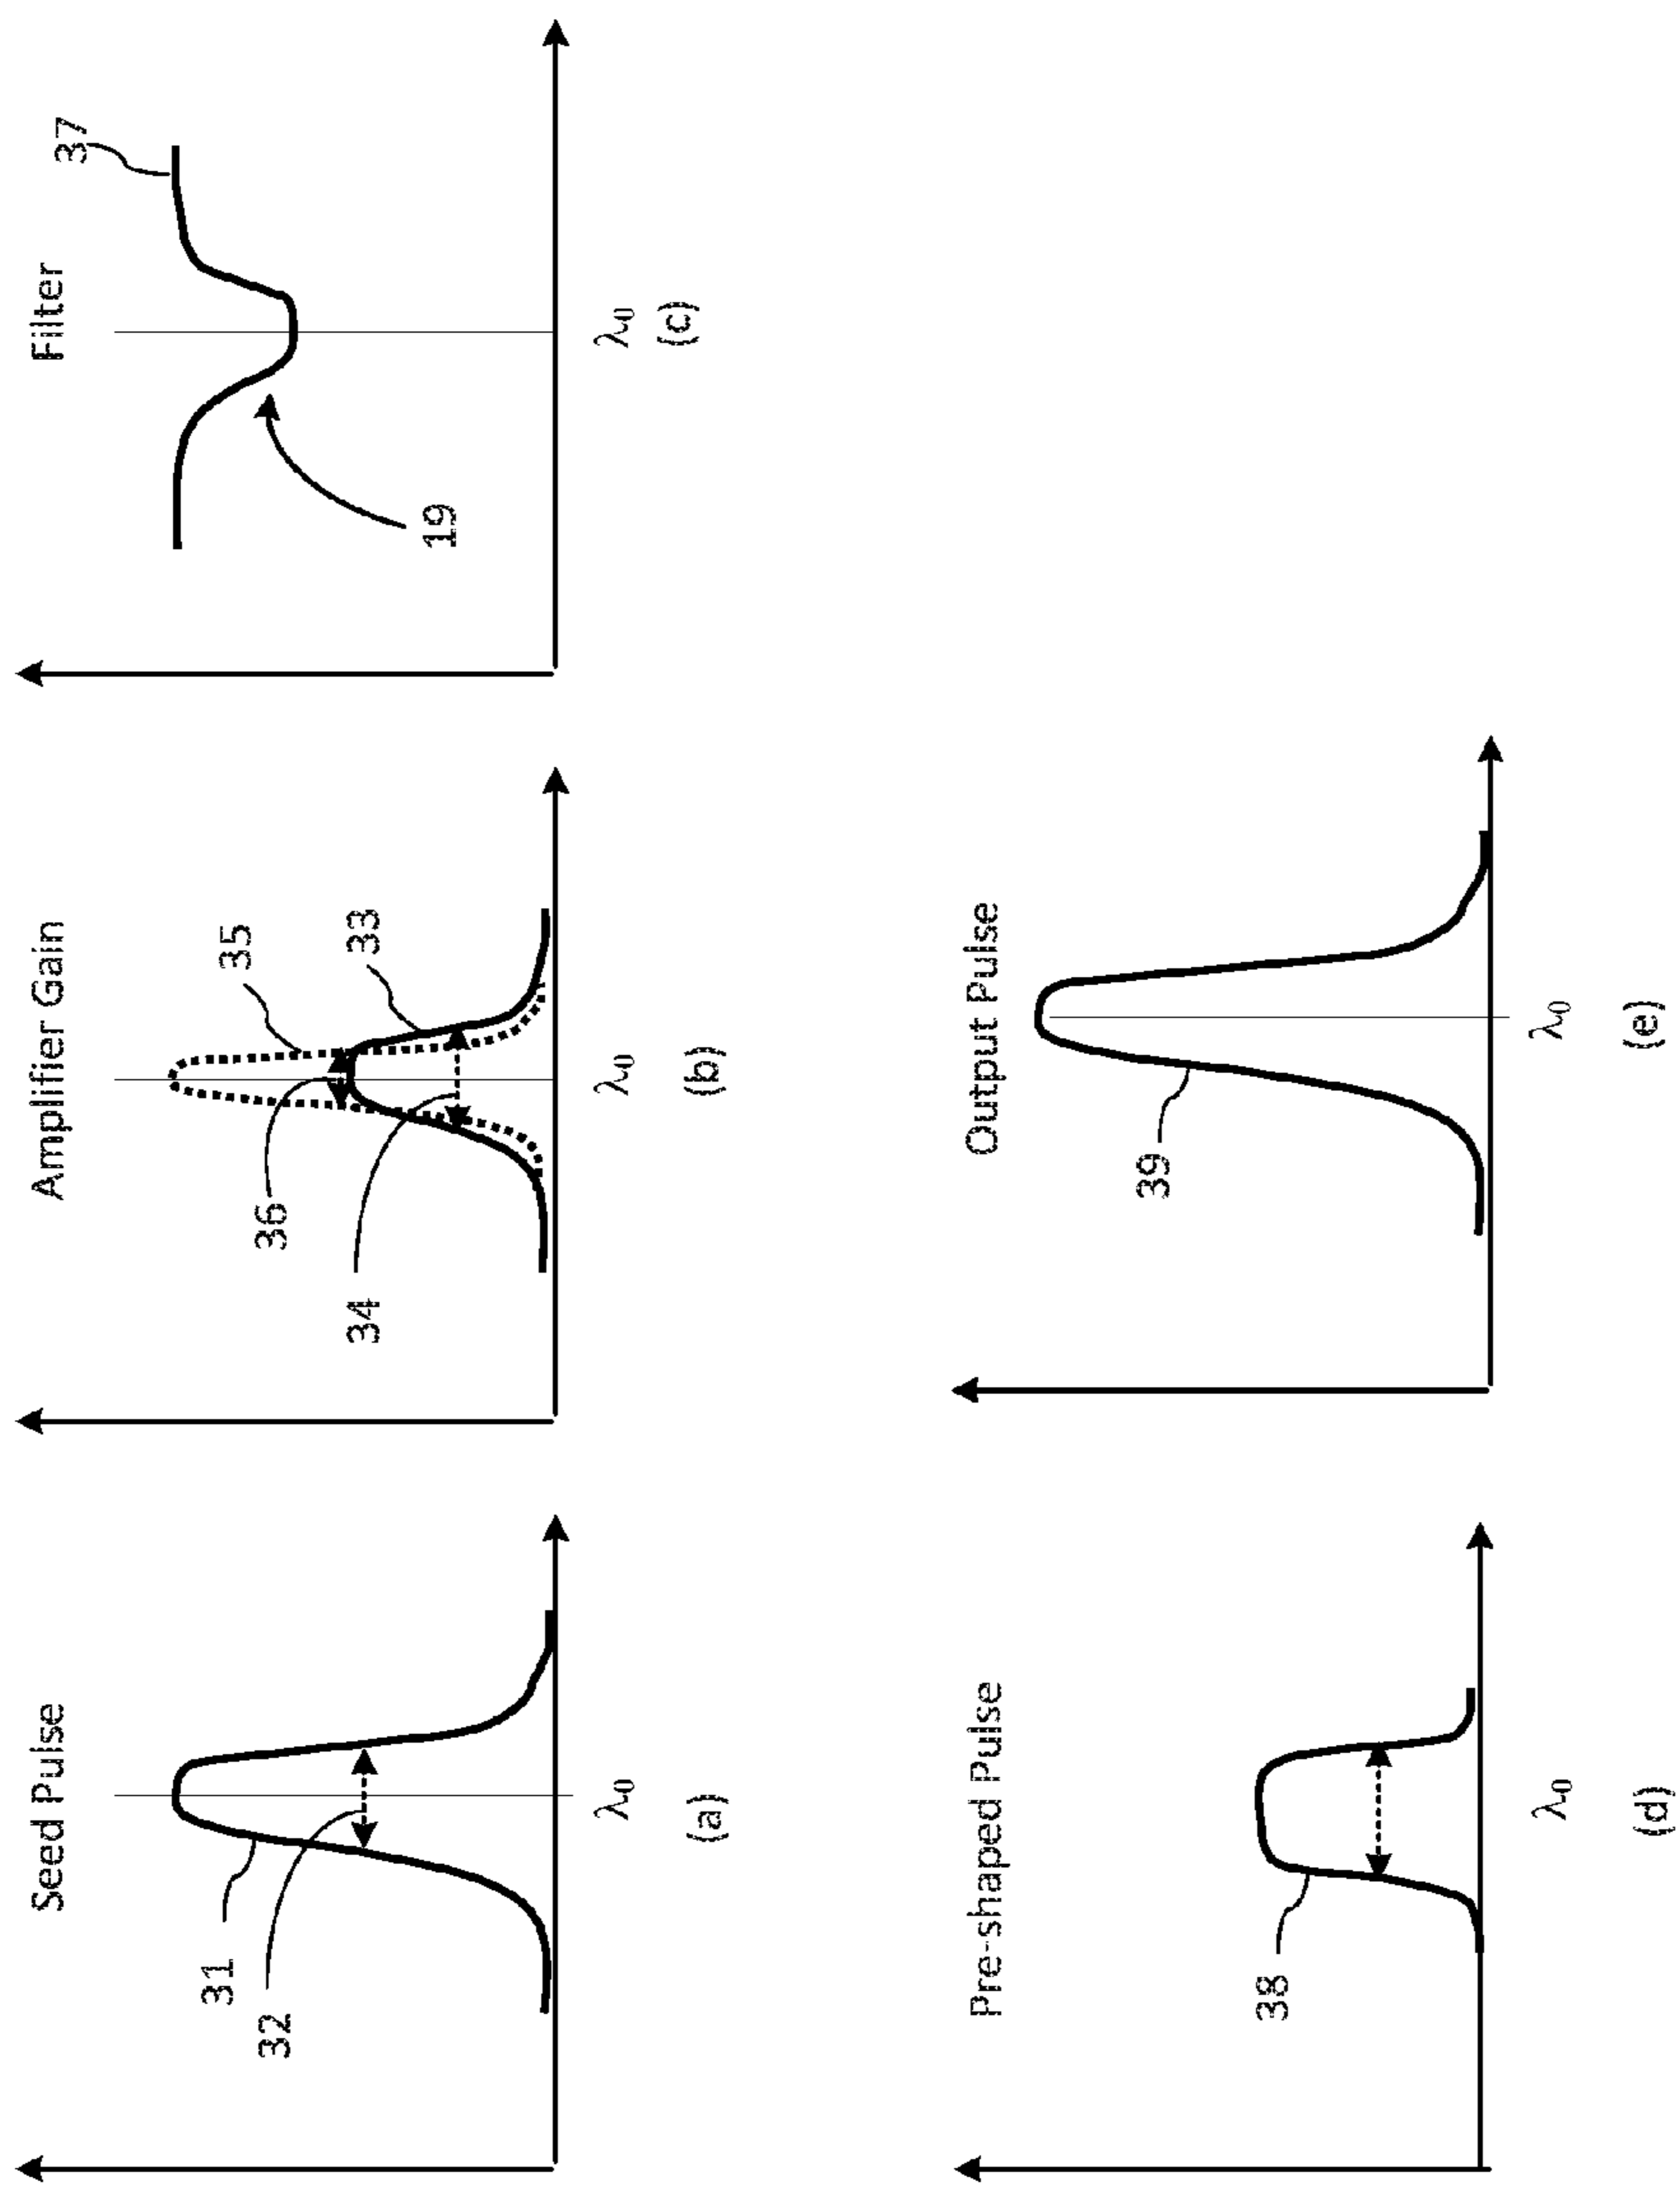 Seed Pulse
31
32
λ0
(a)
Amplifier Gain
35
33
36
34
λ0
(b)
Filter
37
19
λ0
(c)
Pre-shaped Pulse
38
λ0
(d)
Output Pulse
39
λ0
(e)